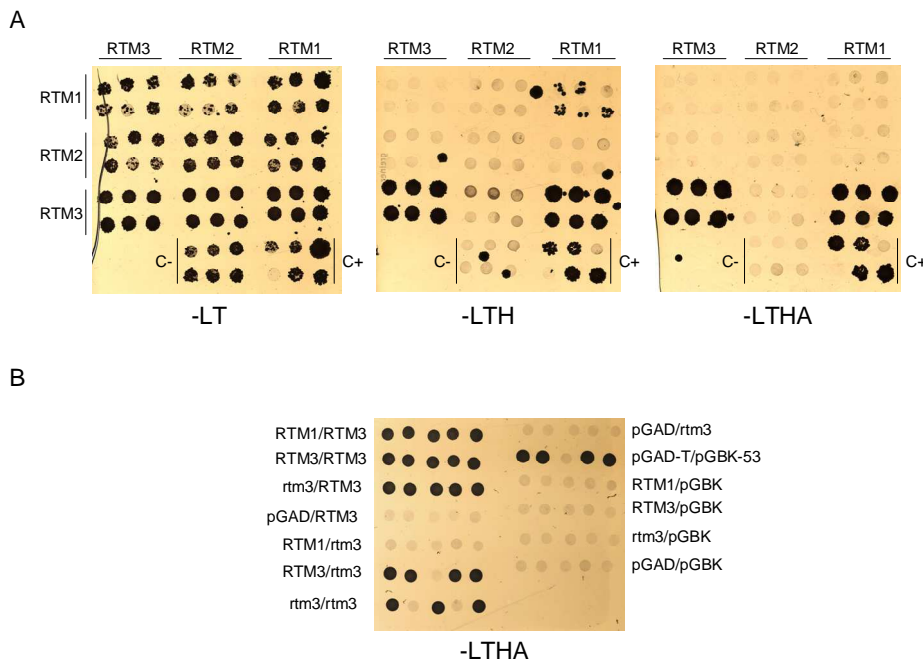 A
RTM3 RTM2 RTM1 RTM3 RTM2 RTM1 RTM3 RTM2 RTM1
RTM1
RTM2
RTM3
C- C+ C- C+ C- C+
-LT -LTH -LTHA
B
RTM1/RTM3 pGAD/rtm3
RTM3/RTM3 pGAD-T/pGBK-53
rtm3/RTM3 RTM1/pGBK
pGAD/RTM3 RTM3/pGBK
RTM1/rtm3 rtm3/pGBK
RTM3/rtm3 pGAD/pGBK
rtm3/rtm3
-LTHA